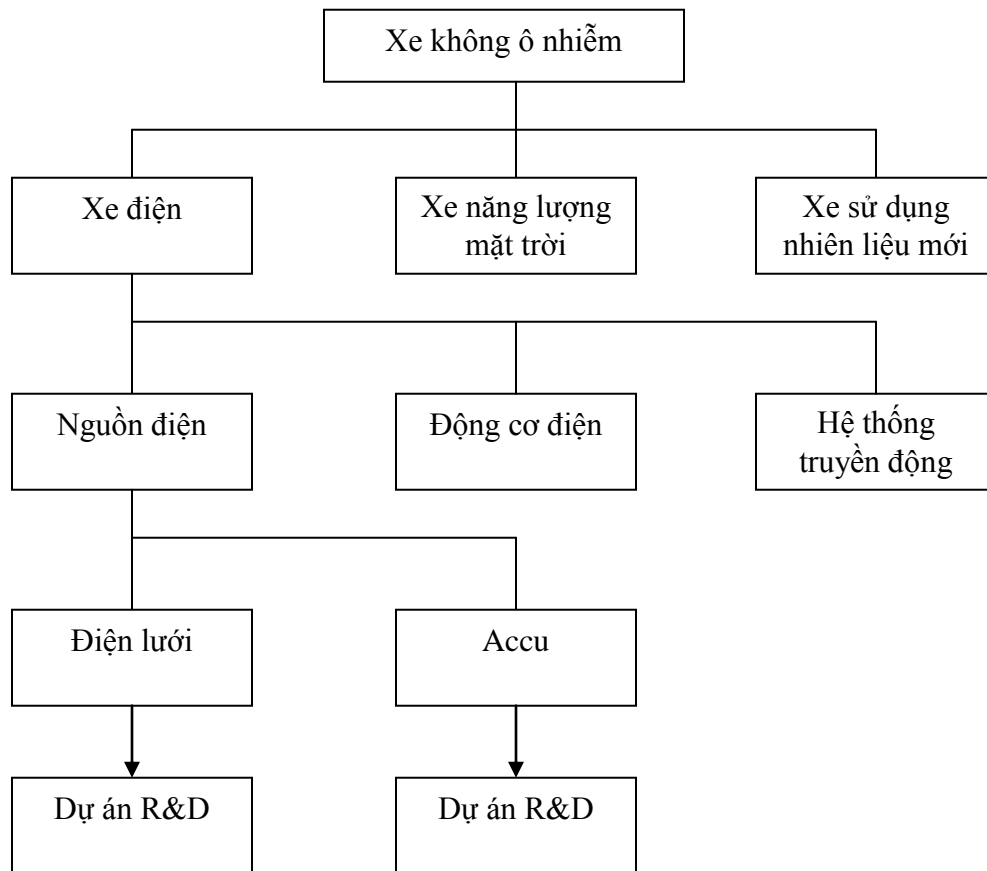 Xe không ô nhiễm
Xe điện
Xe năng lượng
mặt trời
Xe sử dụng
nhiên liệu mới
Nguồn điện
Động cơ điện
Hệ thống
truyền động
Điện lưới
Accu
Dự án R&D
Dự án R&D